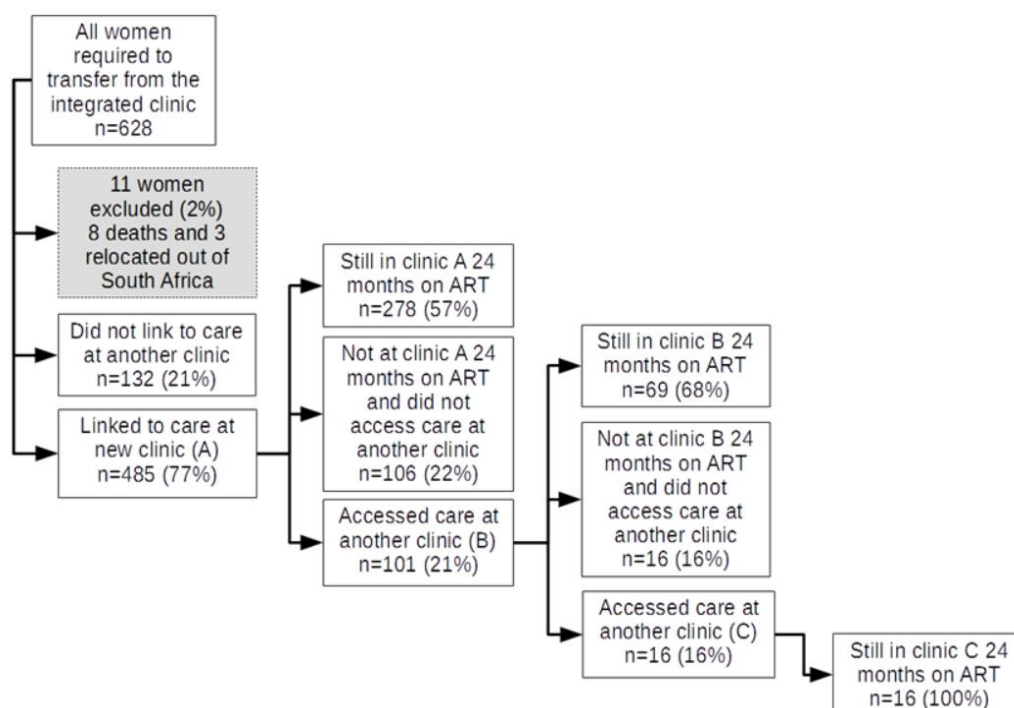 All women
required to
transfer from the
integrated clinic
n=628
11 women
excluded (2%)
8 deaths and 3
relocated out of
South Africa
Did not link to care
at another clinic
n=132 (21%)
Linked to care at
new clinic (A)
n=485 (77%)
Still in clinic A 24
months on ART
n=278 (57%)
Not at clinic A 24
months on ART
and did not
access care at
another clinic
n=106 (22%)
Accessed care at
another clinic (B)
n=101 (21%)
Still in clinic B 24
months on ART
n=69 (68%)
Not at clinic B 24
months on ART
and did not
access care at
another clinic
n=16 (16%)
Accessed care at
another clinic (C)
n=16 (16%)
Still in clinic C 24
months on ART
n=16 (100%)